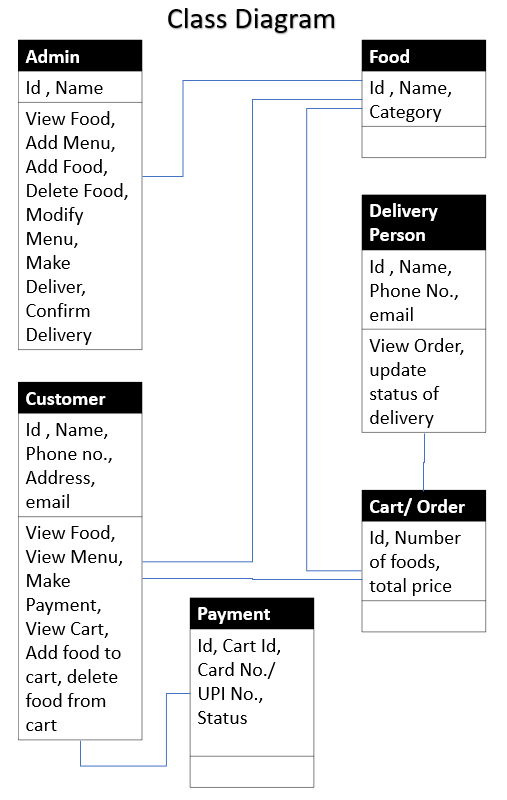 Class Diagram
Admin
Id , Name
View Food,
Add Menu,
Add Food,
Delete Food,
Modify
Menu,
Make
Deliver,
Confirm
Delivery
Food
Id , Name,
Category
Delivery
Person
Id , Name,
Phone No.,
email
View Order,
update
status of
delivery
Customer
Id , Name,
Phone no.,
Address,
email
View Food,
View Menu,
Make
Payment,
View Cart,
Add food to
cart, delete
food from
cart
Cart/ Order
Id, Number
of foods,
total price
Payment
Id, Cart Id,
Card No./
UPI No.,
Status